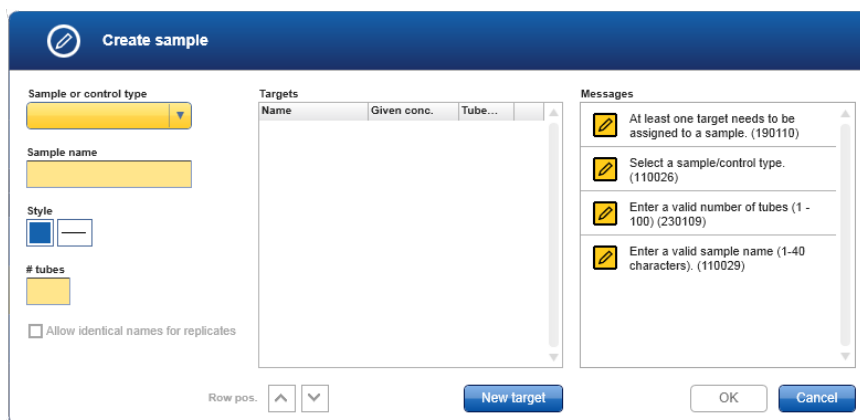 Create sample
Sample or control type
Sample name
Style
# tubes
Allow identical names for replicates
Targets
Name Given conc. Tube...
Row pos.
New target
Messages
At least one target needs to be
assigned to a sample. (190110)
Select a sample/control type.
(110026)
Enter a valid number of tubes (1 -
100) (230109)
Enter a valid sample name (1-40
characters). (110029)
OK Cancel